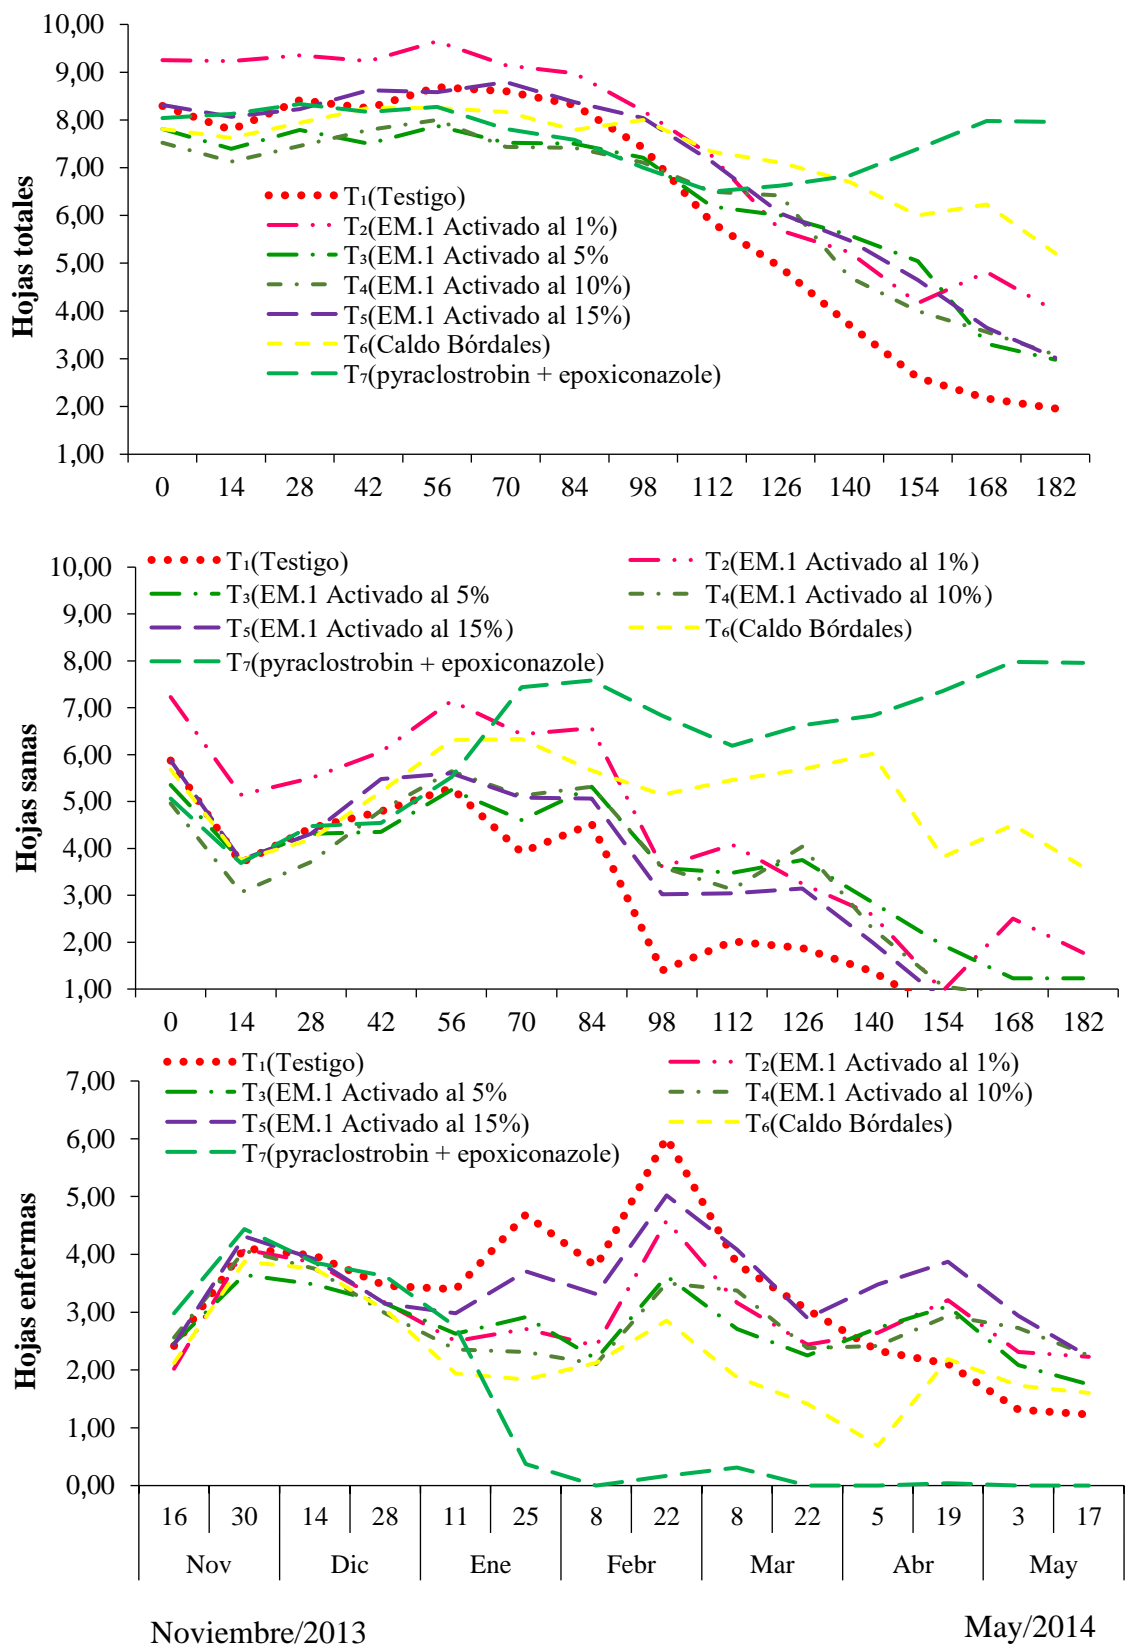 Hojas totales
10,00
9,00
8,00
7,00
6,00
5,00
4,00
3,00
2,00
1,00
T₁(Testigo)
T₂(EM.1 Activado al 1%)
T₃(EM.1 Activado al 5%
T₄(EM.1 Activado al 10%)
T₅(EM.1 Activado al 15%)
T₆(Caldo Bórdales)
T₇(pyraclostrobin + epoxiconazole)
0 14 28 42 56 70 84 98 112 126 140 154 168 182
Hojas sanas
T₁(Testigo) T₂(EM.1 Activado al 1%)
T₃(EM.1 Activado al 5% T₄(EM.1 Activado al 10%)
T₅(EM.1 Activado al 15%) T₆(Caldo Bórdales)
T₇(pyraclostrobin + epoxiconazole)
10,00
9,00
8,00
7,00
6,00
5,00
4,00
3,00
2,00
1,00
0 14 28 42 56 70 84 98 112 126 140 154 168 182
Hojas enfermas
T₁(Testigo) T₂(EM.1 Activado al 1%)
T₃(EM.1 Activado al 5% T₄(EM.1 Activado al 10%)
T₅(EM.1 Activado al 15%) T₆(Caldo Bórdales)
T₇(pyraclostrobin + epoxiconazole)
7,00
6,00
5,00
4,00
3,00
2,00
1,00
0,00
16 30 14 28 11 25 8 22 8 22 5 19 3 17
Nov Dic Ene Febr Mar Abr May
Noviembre/2013 May/2014